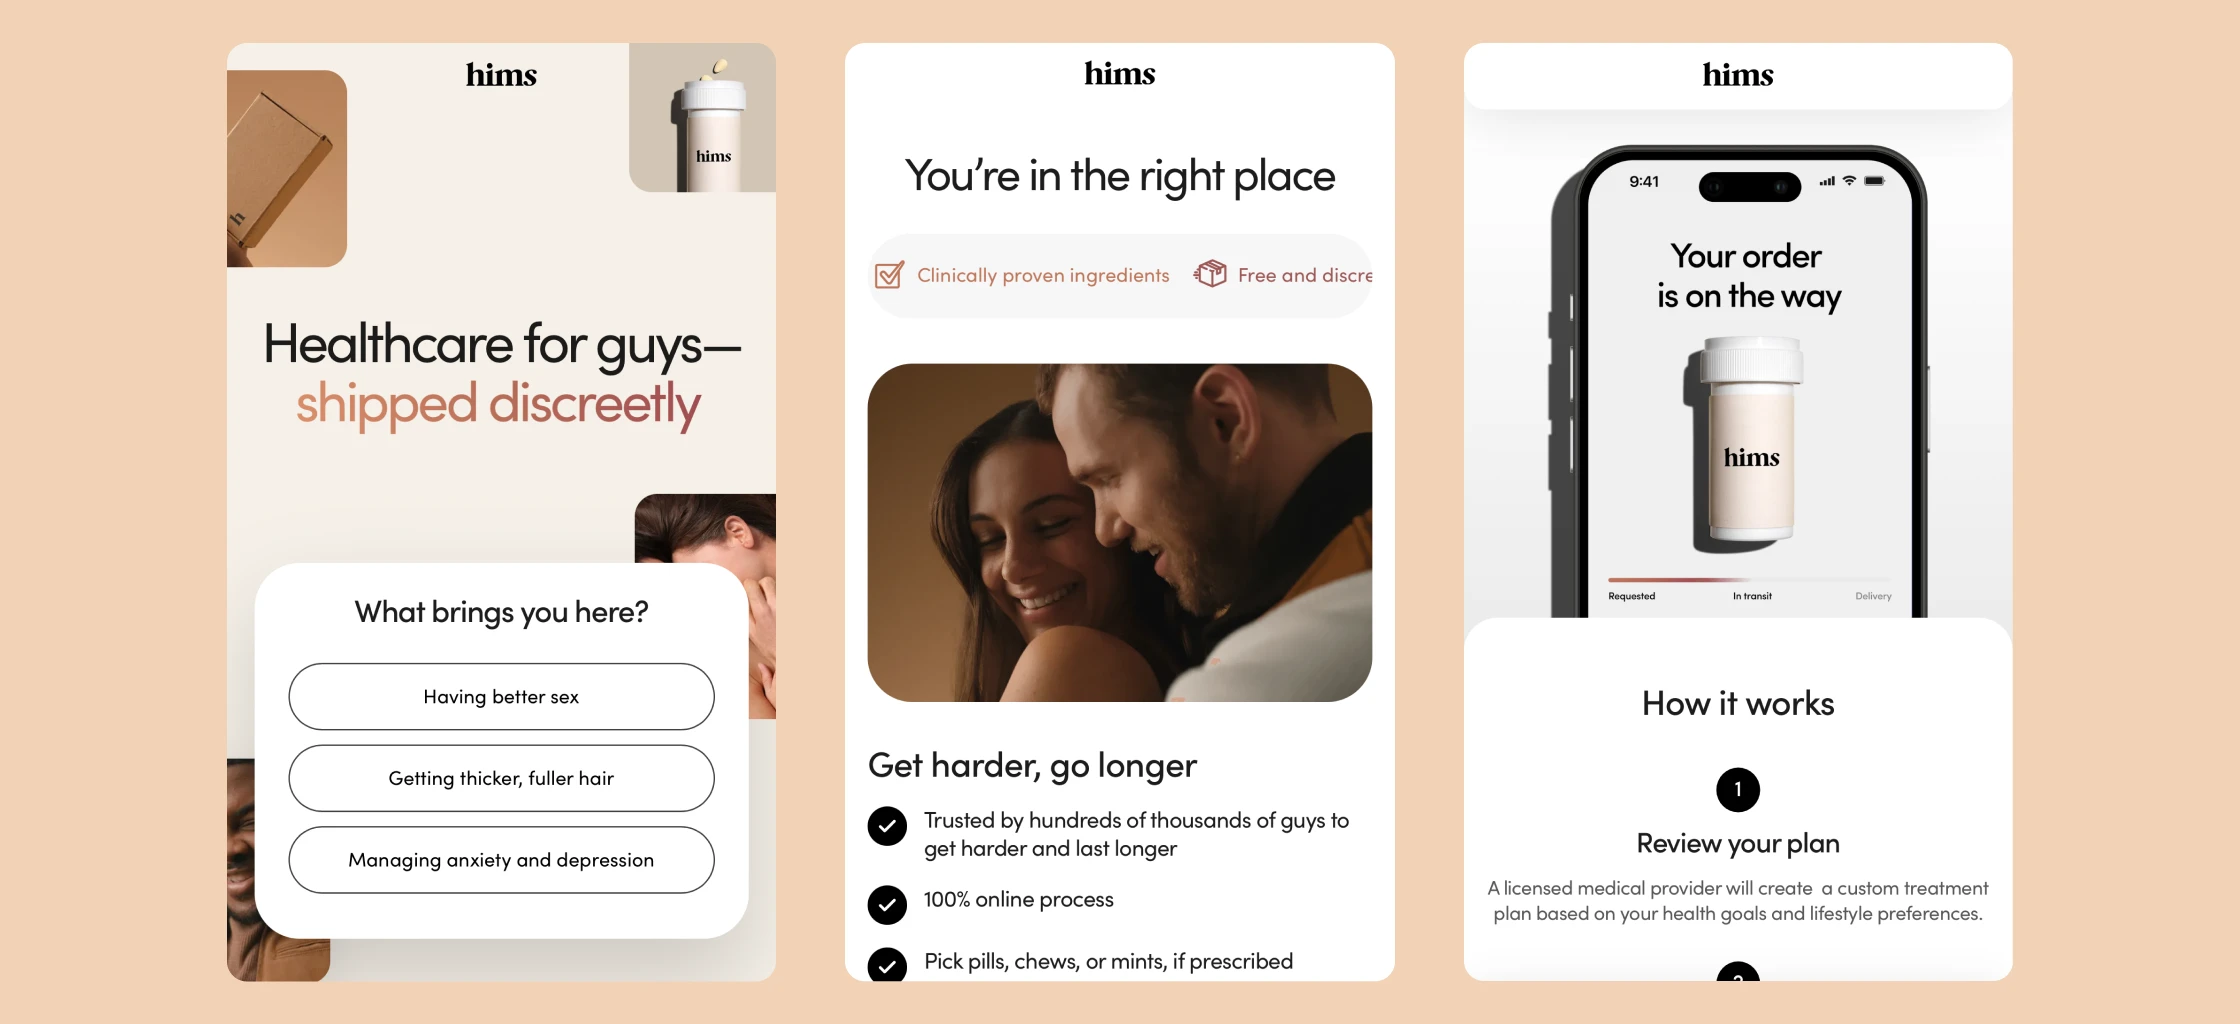 hims
h
hims
Healthcare for guys—
shipped discreetly
What brings you here?
Having better sex
Getting thicker, fuller hair
Managing anxiety and depression
hims
You're in the right place
Clinically proven ingredients
Free and discre
Get harder, go longer
Trusted by hundreds of thousands of guys to
get harder and last longer
100% online process
Pick pills, chews, or mints, if prescribed
hims
9:41
Your order
is on the way
hims
Requested
In transit
Delivery
How it works
1
Review your plan
A licensed medical provider will create  a custom treatment
plan based on your health goals and lifestyle preferences.